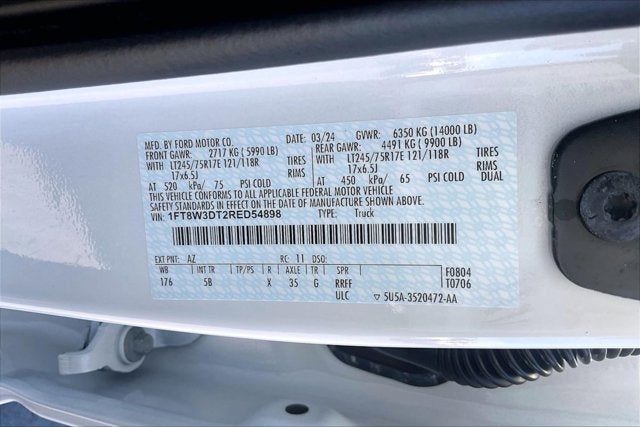 MFD. BY FORD MOTOR CO. 03/24 GVWR: 6350 KG (14000 LB)
FRONT GAWR: 2717 KG ( 5990 LB) REAR GAWR: 4491 KG ( 9900 LB)
WITH LT245/75R17E 121/118R TIRES WITH LT245/75R17E 121/118R TIRES
17x6.5J RIMS 17x6.5J RIMS
AT 520 kPa/ 75 PSI COLD AT 450 kPa/ 65 PSI COLD DUAL
THIS VEHICLE CONFORMS TO ALL APPLICABLE FEDERAL MOTOR VEHICLE
SAFETY STANDARD IN EFFECT ON THE DATE OF MANUFACTURE SHOWN ABOVE.
VIN: 1FT8W3DT2RED54898 TYPE: Truck
EXT PNT: AZ RC: 11 DSO:
WB INT TR TP/PS R AXLE TR SPR F0804
176 5B X 35 G RRFF T0706
ULC ▽ 5U5A-3520472-AA